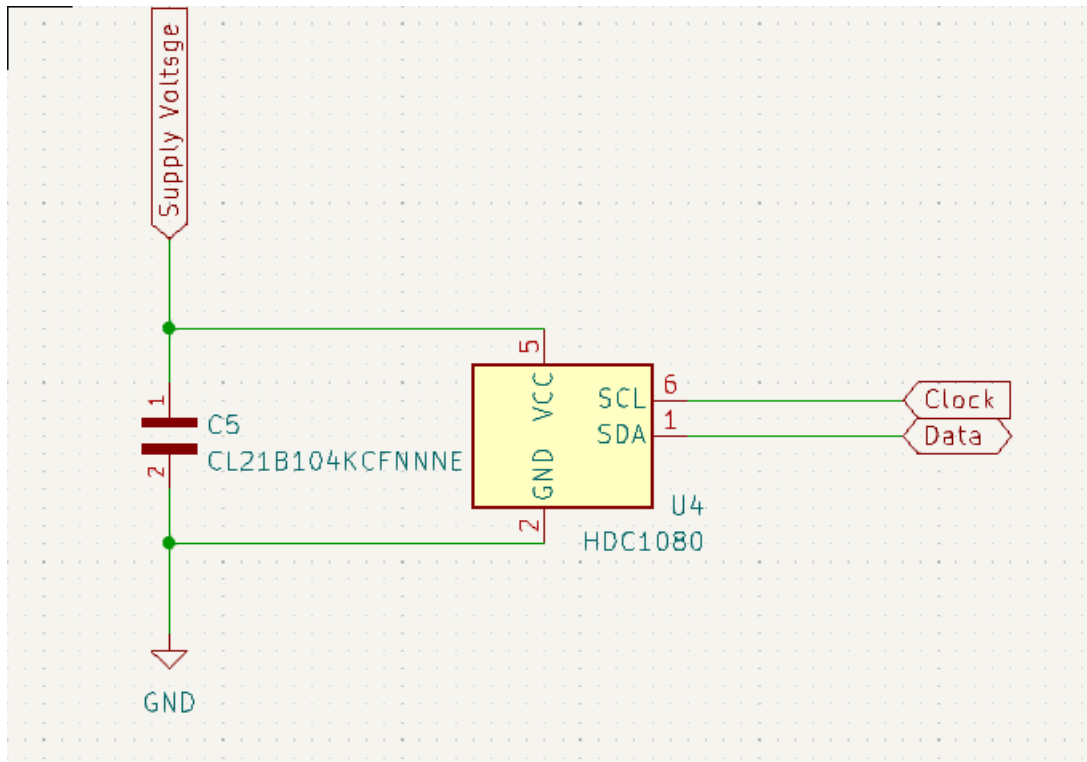 Supply Voltsge
1
C5
CL21B104KCFNNNE
2
5
VCC
GND
SCL
SDA
6
1
2
U4
HDC1080
Clock
Data
GND